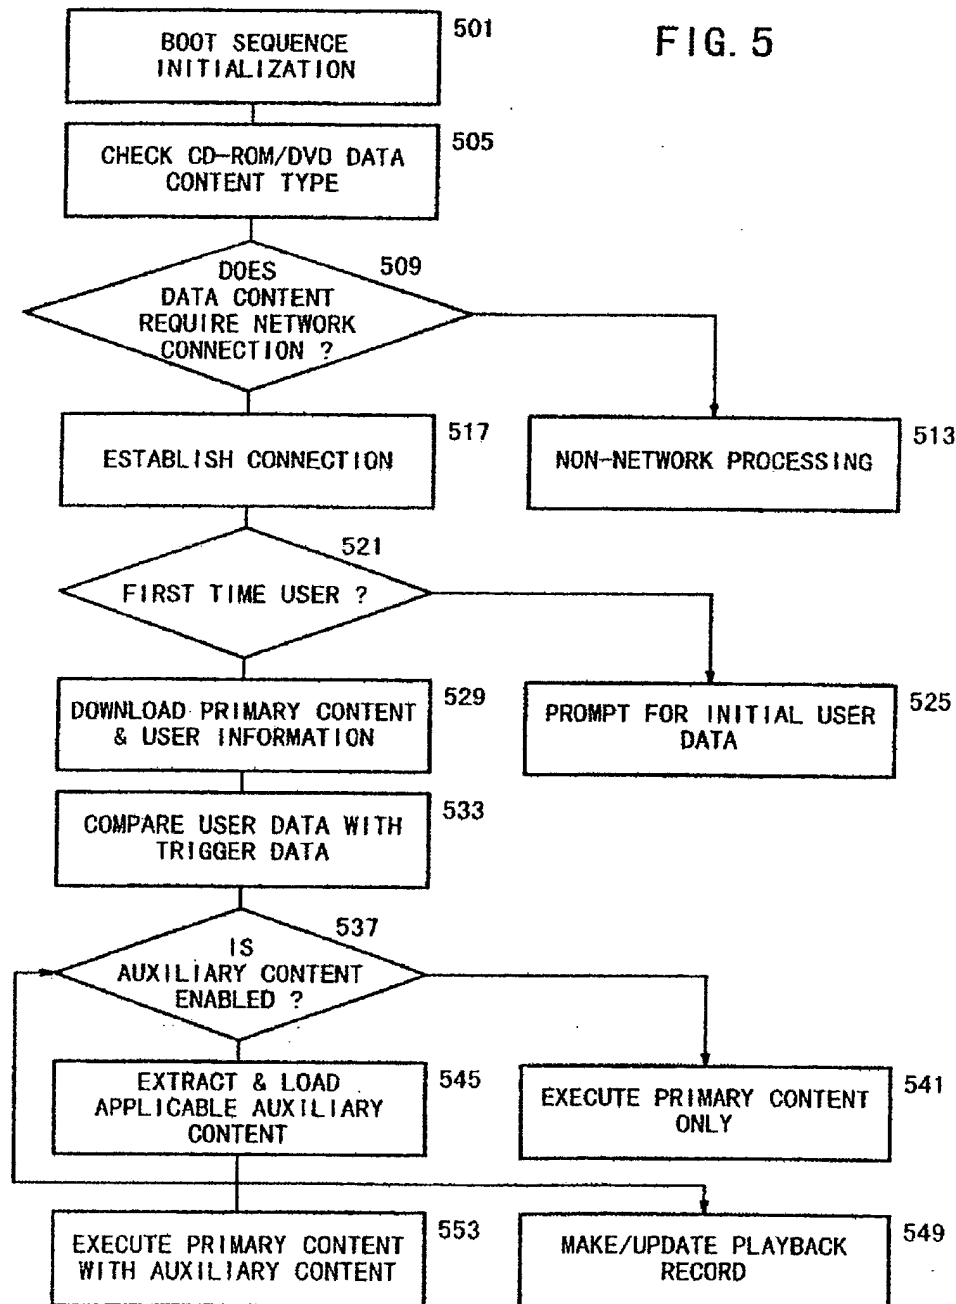 FIG. 5
BOOT SEQUENCE
INITIALIZATION
501
CHECK CD-ROM/DVD DATA
CONTENT TYPE
505
DOES
DATA CONTENT
REQUIRE NETWORK
CONNECTION ?
509
ESTABLISH CONNECTION
517
NON-NETWORK PROCESSING
513
FIRST TIME USER ?
521
DOWNLOAD PRIMARY CONTENT
& USER INFORMATION
529
PROMPT FOR INITIAL USER
DATA
525
COMPARE USER DATA WITH
TRIGGER DATA
533
IS
AUXILIARY CONTENT
ENABLED ?
537
EXTRACT & LOAD
APPLICABLE AUXILIARY
CONTENT
545
EXECUTE PRIMARY CONTENT
ONLY
541
EXECUTE PRIMARY CONTENT
WITH AUXILIARY CONTENT
553
MAKE/UPDATE PLAYBACK
RECORD
549